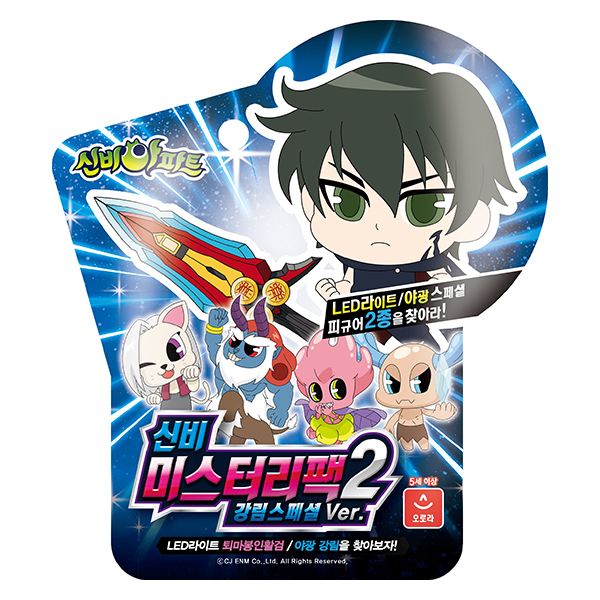 신비아파트
LED라이트/야광 스페셜
피규어 2종을 찾아라!
신비
미스터리팩2
강림스페셜 Ver.
5세 이상
오로라
LED라이트 퇴마봉인활검 / 야광 강림을 찾아보자!
ⓒCJ ENM Co.,Ltd, All Rights Reserved.